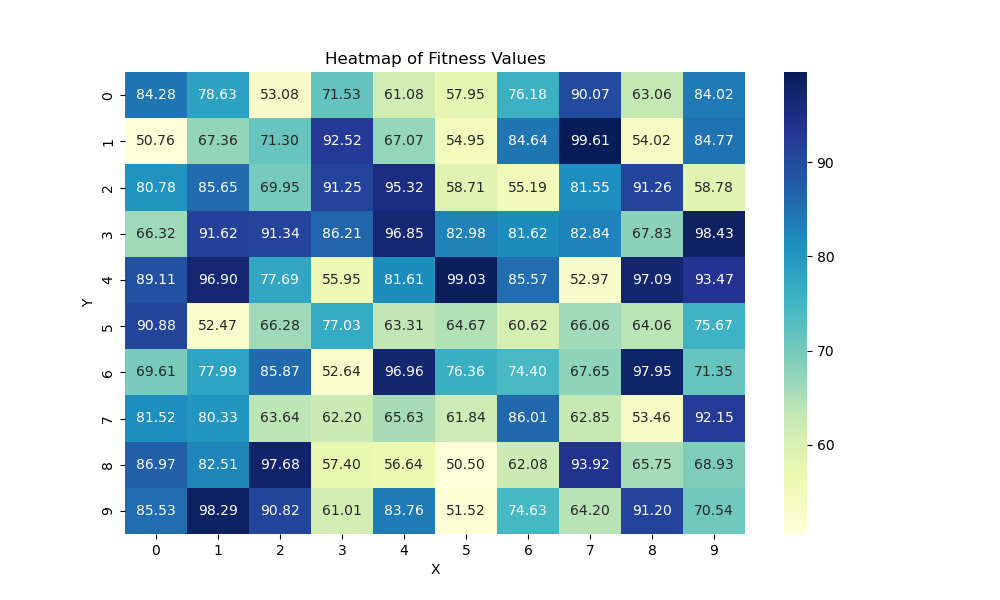 Heatmap of Fitness Values
0 84.28 78.63 53.08 71.53 61.08 57.95 76.18 90.07 63.06 84.02
1 50.76 67.36 71.30 92.52 67.07 54.95 84.64 99.61 54.02 84.77
2 80.78 85.65 69.95 91.25 95.32 58.71 55.19 81.55 91.26 58.78
3 66.32 91.62 91.34 86.21 96.85 82.98 81.62 82.84 67.83 98.43
4 89.11 96.90 77.69 55.95 81.61 99.03 85.57 52.97 97.09 93.47
5 90.88 52.47 66.28 77.03 63.31 64.67 60.62 66.06 64.06 75.67
6 69.61 77.99 85.87 52.64 96.96 76.36 74.40 67.65 97.95 71.35
7 81.52 80.33 63.64 62.20 65.63 61.84 86.01 62.85 53.46 92.15
8 86.97 82.51 97.68 57.40 56.64 50.50 62.08 93.92 65.75 68.93
9 85.53 98.29 90.82 61.01 83.76 51.52 74.63 64.20 91.20 70.54
0 1 2 3 4 5 6 7 8 9
X
Y
90
80
70
60